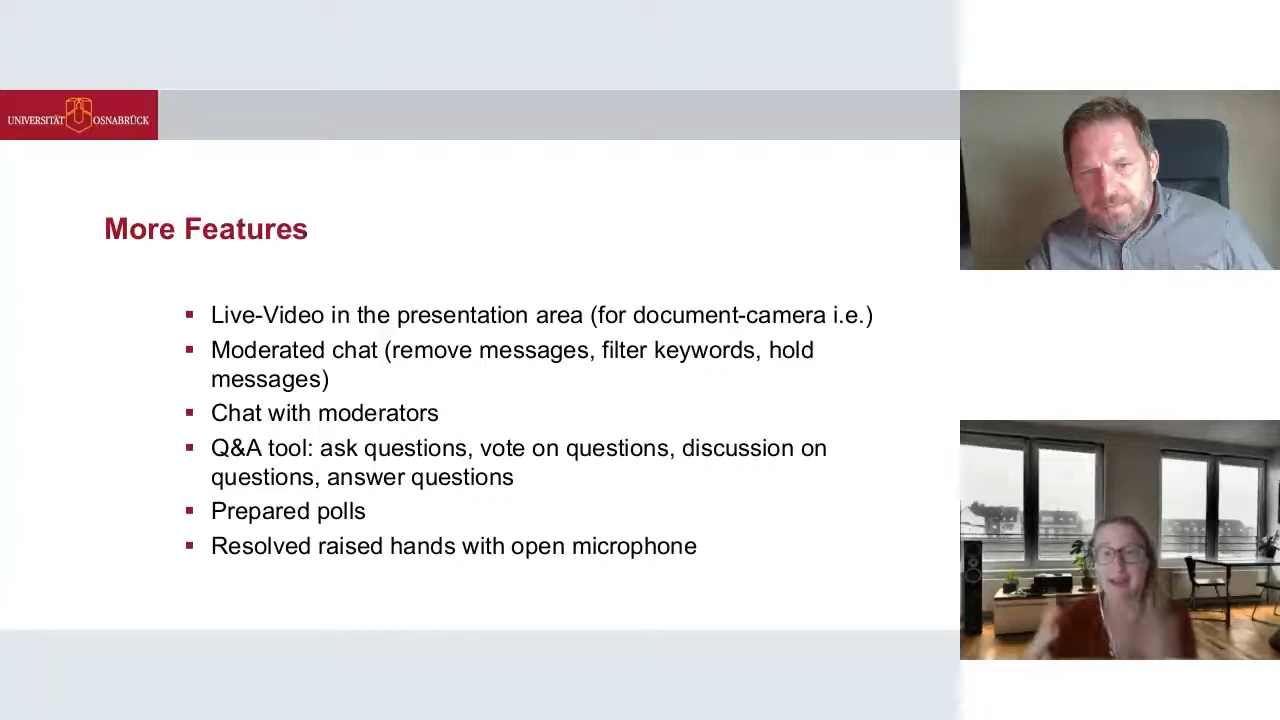 UNIVERSITÄT OSNABRÜCK
More Features
Live-Video in the presentation area (for document-camera i.e.)
Moderated chat (remove messages, filter keywords, hold
messages)
Chat with moderators
Q&A tool: ask questions, vote on questions, discussion on
questions, answer questions
Prepared polls
Resolved raised hands with open microphone